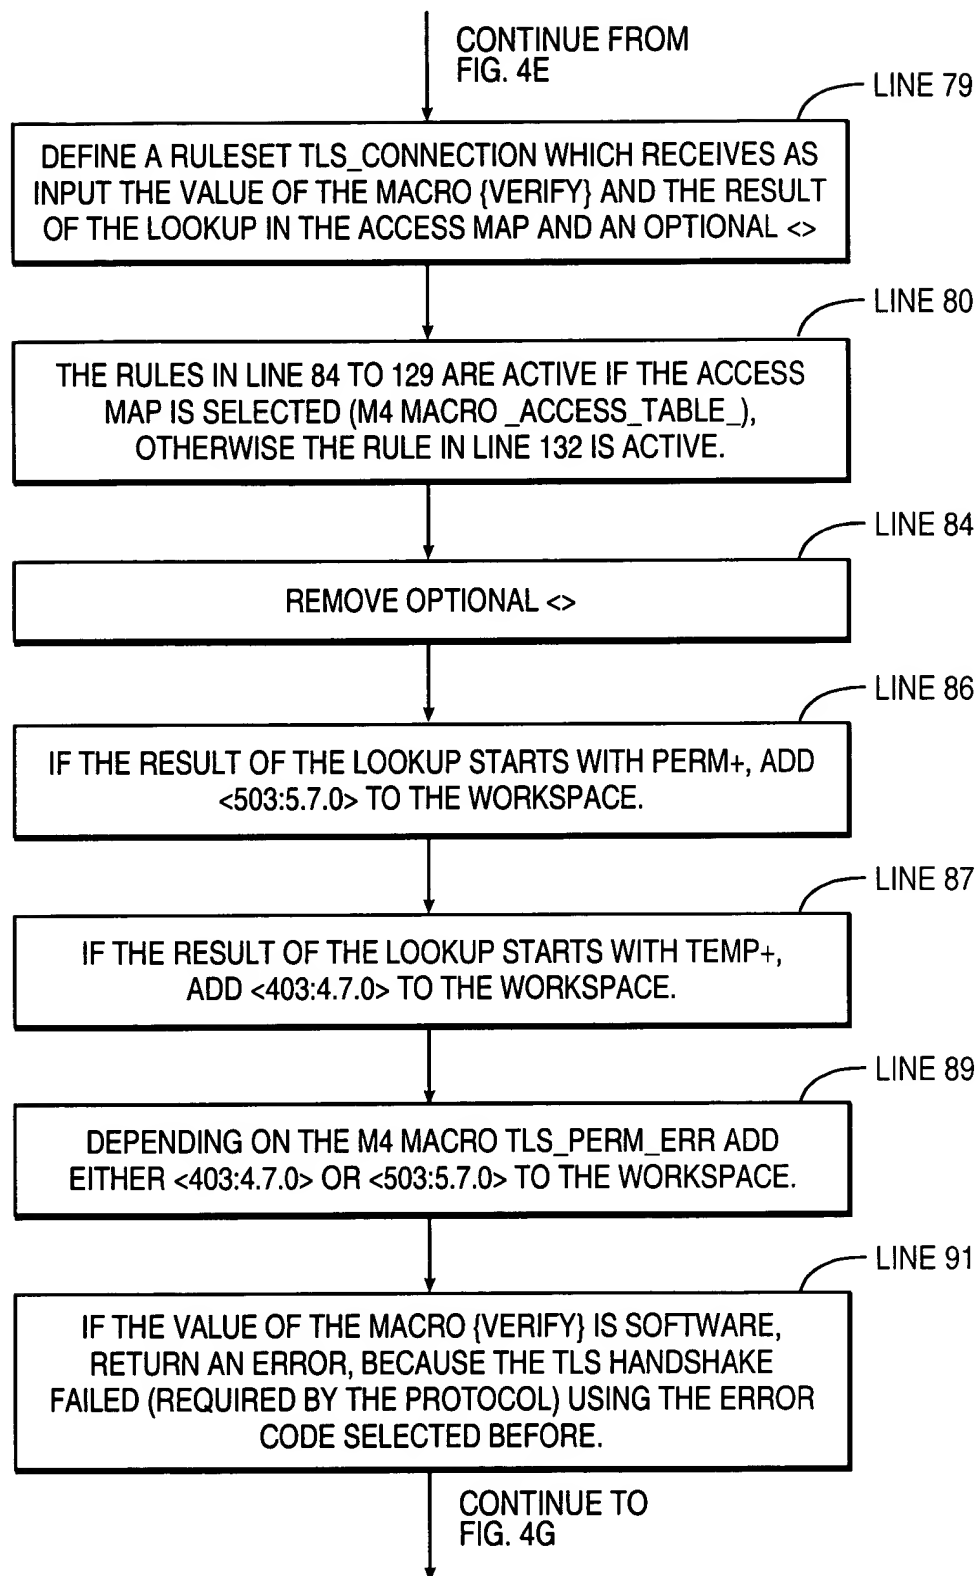 CONTINUE FROM
FIG. 4E
LINE 79
DEFINE A RULESET TLS_CONNECTION WHICH RECEIVES AS
INPUT THE VALUE OF THE MACRO {VERIFY} AND THE RESULT
OF THE LOOKUP IN THE ACCESS MAP AND AN OPTIONAL <>
LINE 80
THE RULES IN LINE 84 TO 129 ARE ACTIVE IF THE ACCESS
MAP IS SELECTED (M4 MACRO _ACCESS_TABLE_),
OTHERWISE THE RULE IN LINE 132 IS ACTIVE.
LINE 84
REMOVE OPTIONAL <>
LINE 86
IF THE RESULT OF THE LOOKUP STARTS WITH PERM+, ADD
<503:5.7.0> TO THE WORKSPACE.
LINE 87
IF THE RESULT OF THE LOOKUP STARTS WITH TEMP+,
ADD <403:4.7.0> TO THE WORKSPACE.
LINE 89
DEPENDING ON THE M4 MACRO TLS_PERM_ERR ADD
EITHER <403:4.7.0> OR <503:5.7.0> TO THE WORKSPACE.
LINE 91
IF THE VALUE OF THE MACRO {VERIFY} IS SOFTWARE,
RETURN AN ERROR, BECAUSE THE TLS HANDSHAKE
FAILED (REQUIRED BY THE PROTOCOL) USING THE ERROR
CODE SELECTED BEFORE.
CONTINUE TO
FIG. 4G